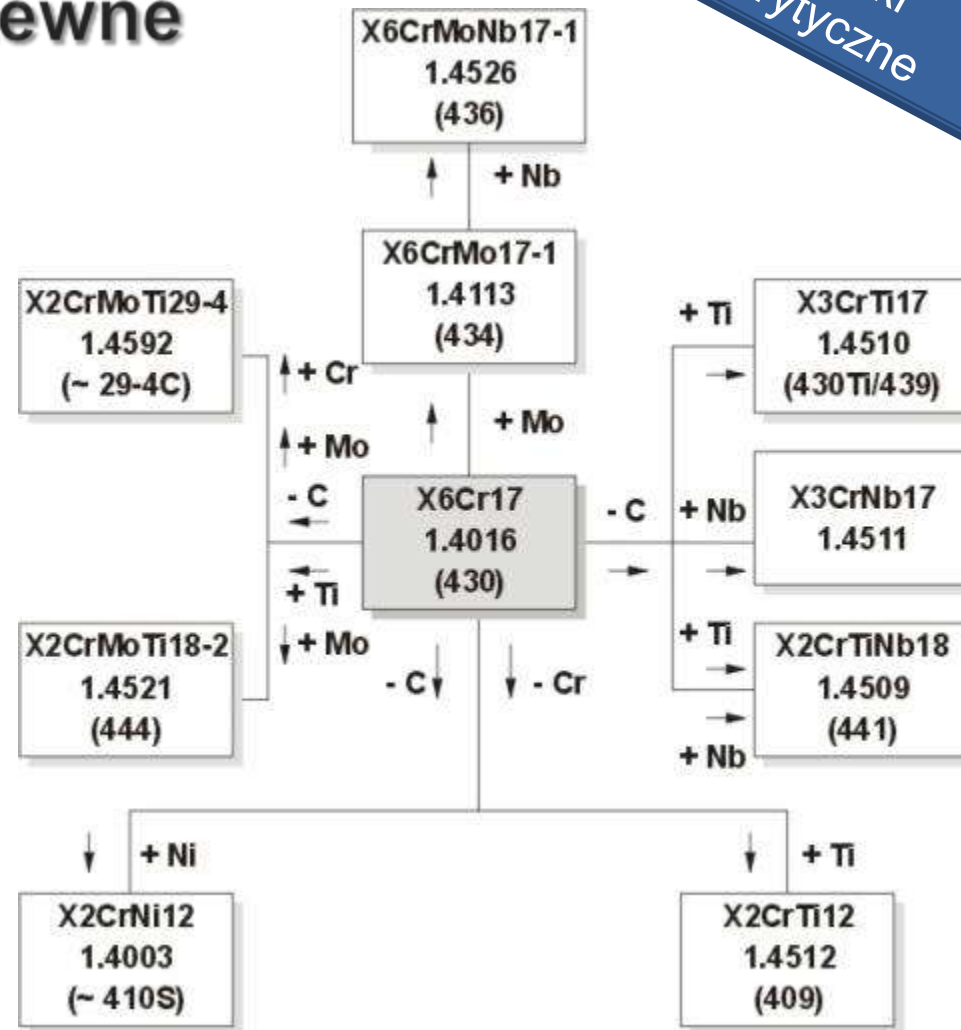 X6CrMoNb17-1
1.4526
(436)
+ Nb
X6CrMo17-1
1.4113
(434)
+ Mo
X2CrMoTi29-4
1.4592
(~ 29-4C)
+ Cr
+ Mo
- C
+ Ti
+ Mo
X2CrMoTi18-2
1.4521
(444)
X6Cr17
1.4016
(430)
- C
+ Ti
X3CrTi17
1.4510
(430Ti/439)
+ Nb
X3CrNb17
1.4511
+ Ti
+ Nb
X2CrTiNb18
1.4509
(441)
- C
- Cr
+ Ni
X2CrNi12
1.4003
(~ 410S)
+ Ti
X2CrTi12
1.4512
(409)